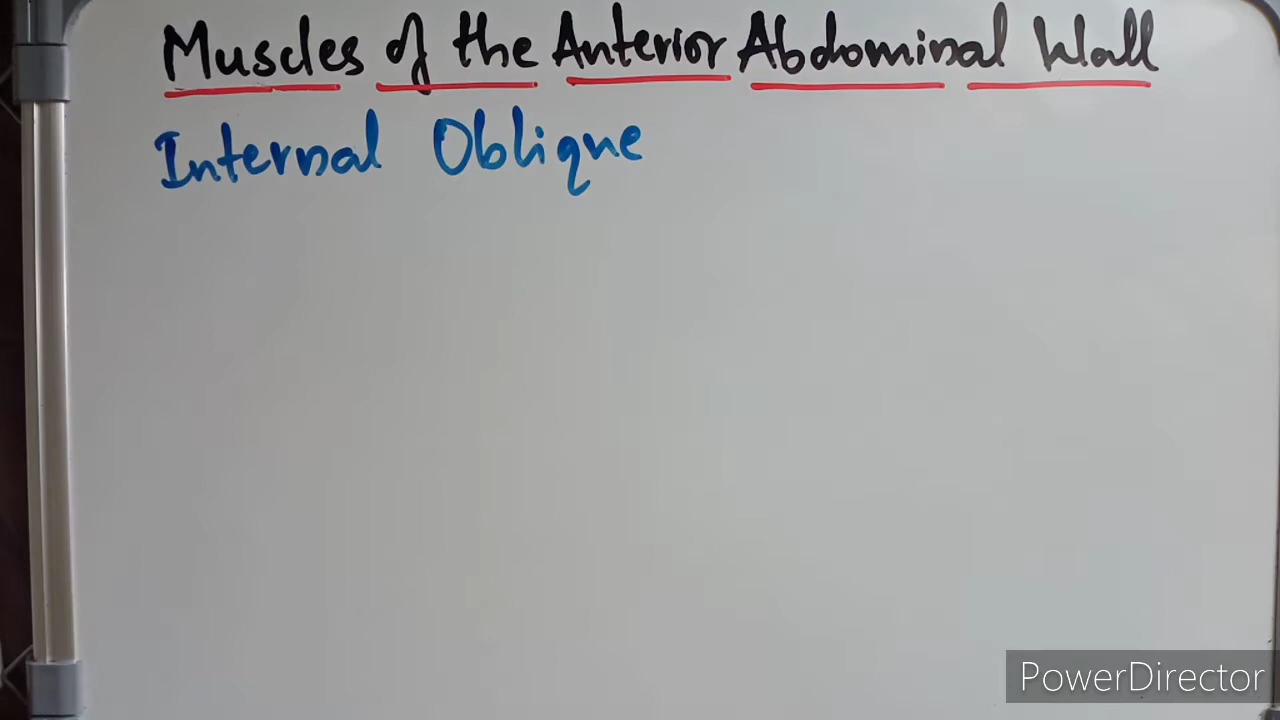 Muscles of the Anterior Abdominal Wall
Internal Oblique
PowerDirector